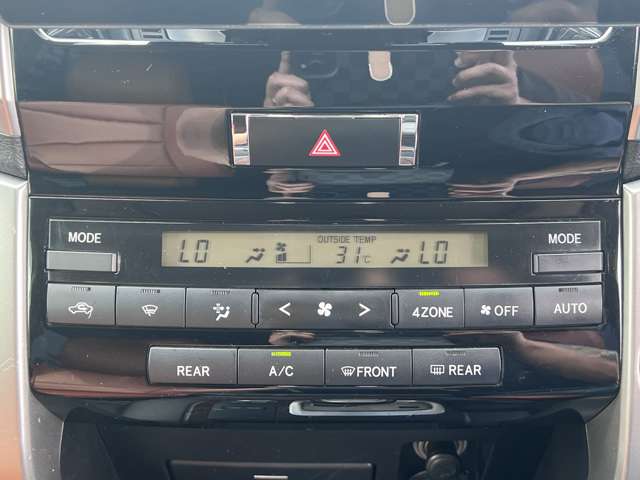 MODE
LO
OUTSIDE TEMP
31°C
LO
MODE
< >
4ZONE
OFF
AUTO
REAR
A/C
FRONT
REAR